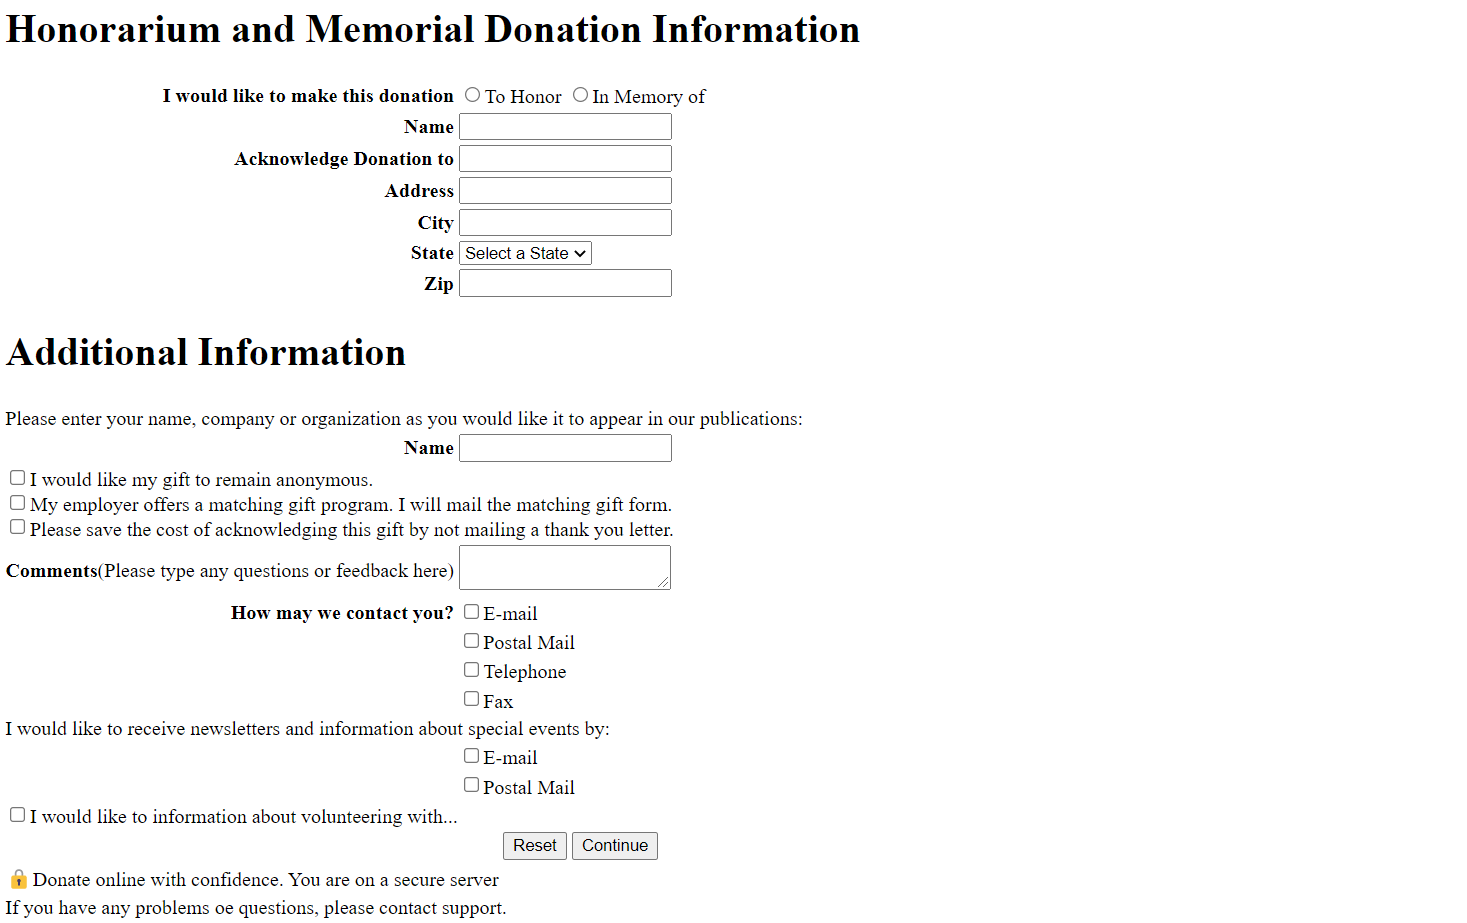 Honorarium and Memorial Donation Information
I would like to make this donation To Honor In Memory of
Name
Acknowledge Donation to
Address
City
State Select a State
Zip
Additional Information
Please enter your name, company or organization as you would like it to appear in our publications:
Name
I would like my gift to remain anonymous.
My employer offers a matching gift program. I will mail the matching gift form.
Please save the cost of acknowledging this gift by not mailing a thank you letter.
Comments(Please type any questions or feedback here)
How may we contact you? E-mail
Postal Mail
Telephone
Fax
I would like to receive newsletters and information about special events by:
E-mail
Postal Mail
I would like to information about volunteering with...
Reset Continue
Donate online with confidence. You are on a secure server
If you have any problems oe questions, please contact support.